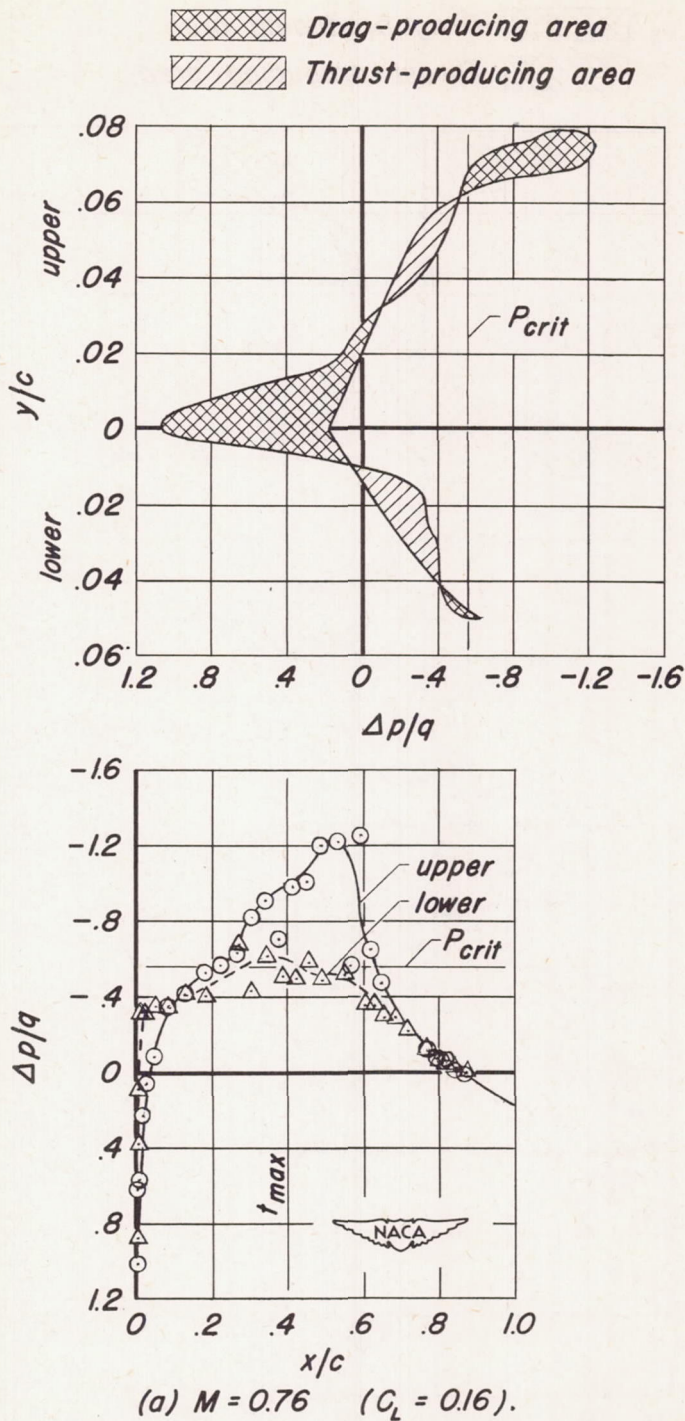 Drag-producing area
Thrust-producing area
.08
.06
.04
.02
0
.02
.04
.06
upper
y/c
lower
P_crit
1.2 .8 .4 0 -.4 -.8 -1.2 -1.6
Δp/q
-1.6
-1.2
-.8
-.4
0
.4
.8
1.2
Δp/q
upper
lower
P_crit
t_max
NACA
0 .2 .4 .6 .8 1.0
x/c
(a) M = 0.76 (C_L = 0.16).